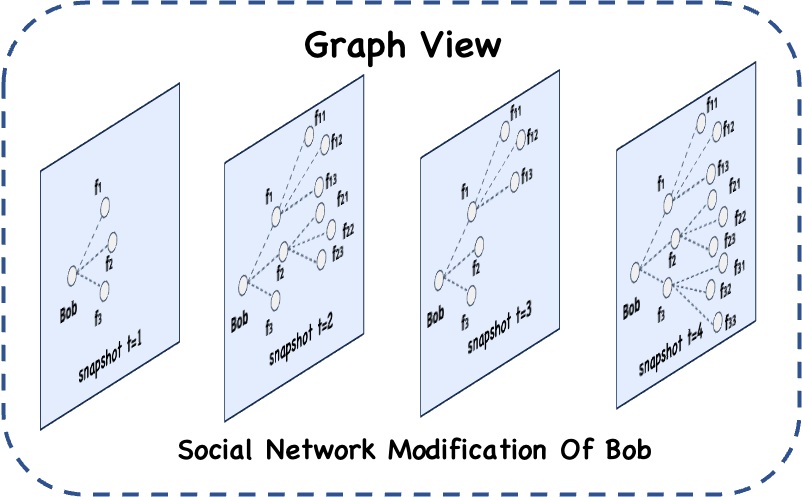 Graph View
f1
f2
f3
Bob
snapshot t=1
f11
f12
f1
f13
f21
f22
f2
f23
Bob
f3
snapshot t=2
f11
f12
f1
f13
f2
Bob
f3
snapshot t=3
f11
f12
f1
f13
f21
f22
f2
f23
f31
Bob
f3
f32
f33
snapshot t=4
Social Network Modification Of Bob